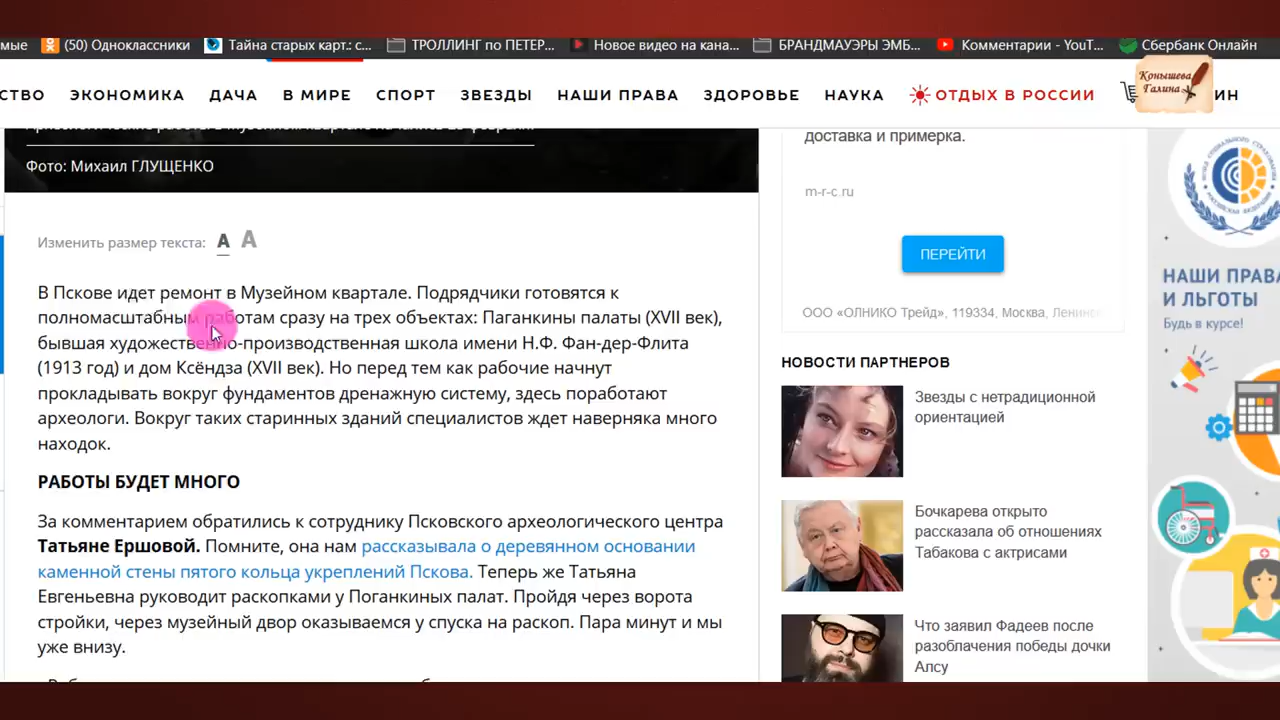 мые
(50) Одноклассники
Тайна старых карт.: с...
ТРОЛЛИНГ по ПЕТЕР...
Новое видео на кана...
БРАНДМАУЭРЫ ЭМБ...
Комментарии - YouT...
Сбербанк Онлайн
СТВО
ЭКОНОМИКА
ДАЧА
В МИРЕ
СПОРТ
ЗВЕЗДЫ
НАШИ ПРАВА
ЗДОРОВЬЕ
НАУКА
ОТДЫХ В РОССИИ
Конышева
Галина
Фото: Михаил ГЛУЩЕНКО
Изменить размер текста: А А
В Пскове идет ремонт в Музейном квартале. Подрядчики готовятся к
полномасштабным работам сразу на трех объектах: Паганкины палаты (XVII век),
бывшая художественно-производственная школа имени Н.Ф. Фан-дер-Флита
(1913 год) и дом Ксёндза (XVII век). Но перед тем как рабочие начнут
прокладывать вокруг фундаментов дренажную систему, здесь поработают
археологи. Вокруг таких старинных зданий специалистов ждет наверняка много
находок.
РАБОТЫ БУДЕТ МНОГО
За комментарием обратились к сотруднику Псковского археологического центра
Татьяне Ершовой. Помните, она нам рассказывала о деревянном основании
каменной стены пятого кольца укреплений Пскова. Теперь же Татьяна
Евгеньевна руководит раскопками у Поганкиных палат. Пройдя через ворота
стройки, через музейный двор оказываемся у спуска на раскоп. Пара минут и мы
уже внизу.
доставка и примерка.
m-r-c.ru
ПЕРЕЙТИ
ООО «ОЛНИКО Трейд», 119334, Москва, Ленинс
НОВОСТИ ПАРТНЕРОВ
Звезды с нетрадиционной
ориентацией
Бочкарева открыто
рассказала об отношениях
Табакова с актрисами
Что заявил Фадеев после
разоблачения победы дочки
Алсу
НАШИ ПРАВА
И ЛЬГОТЫ
Будь в курсе!